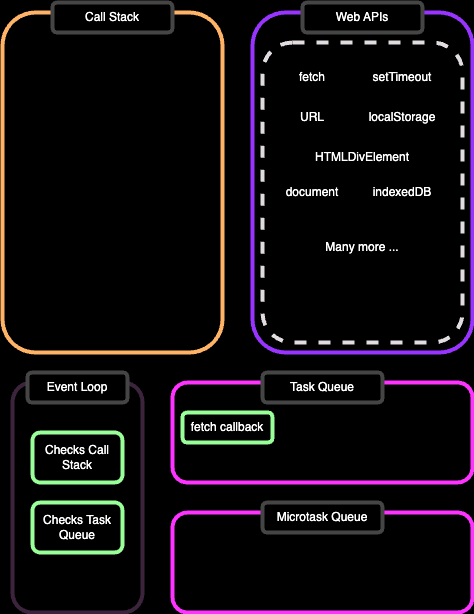 Call Stack
Web APIs
fetch
setTimeout
URL
localStorage
HTMLDivElement
document
indexedDB
Many more ...
Event Loop
Checks Call
Stack
Checks Task
Queue
Task Queue
fetch callback
Microtask Queue